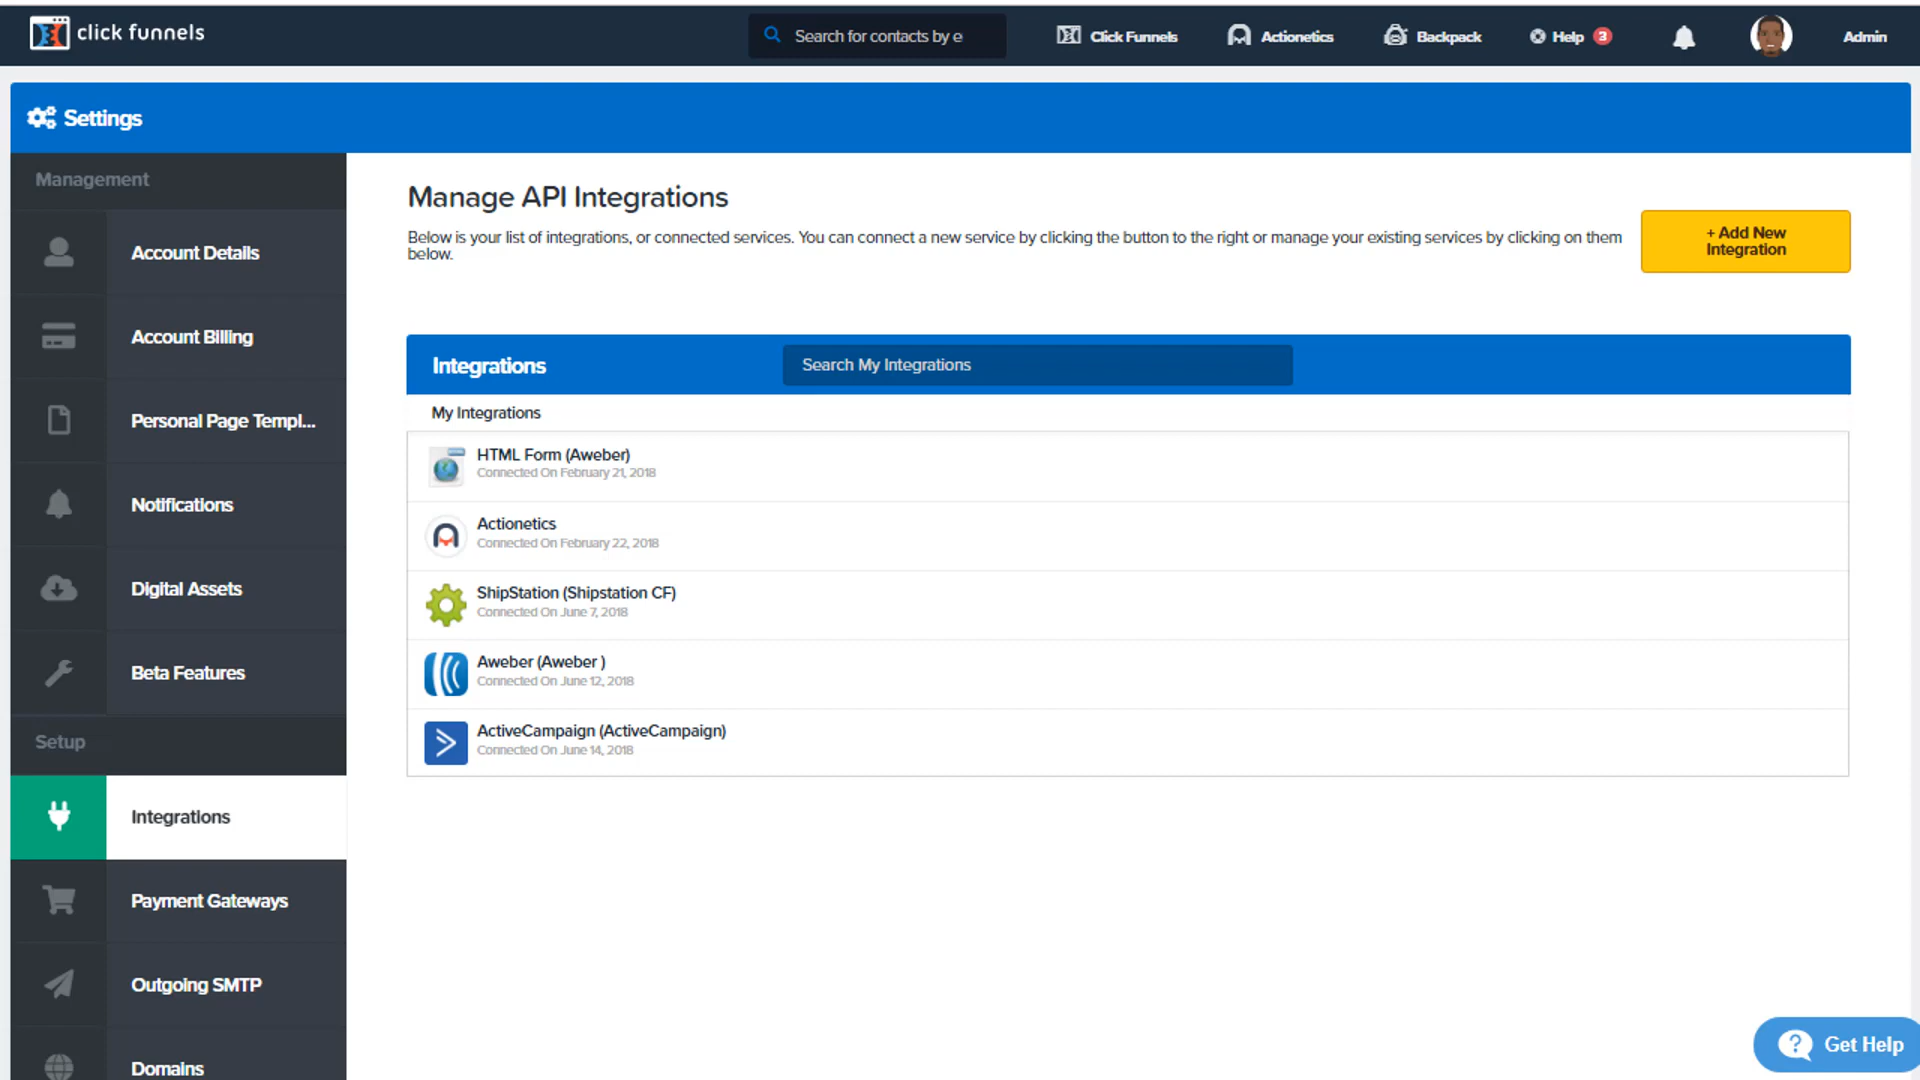 click funnels
Search for contacts by e
Click Funnels
Actionetics
Backpack
Help 3
Admin
Settings
Management
Account Details
Account Billing
Personal Page Templ...
Notifications
Digital Assets
Beta Features
Setup
Integrations
Payment Gateways
Outgoing SMTP
Domains
Manage API Integrations
Below is your list of integrations, or connected services. You can connect a new service by clicking the button to the right or manage your existing services by clicking on them
below.
+ Add New
Integration
Integrations
Search My Integrations
My Integrations
HTML Form (Aweber)
Connected On February 21, 2018
Actionetics
Connected On February 22, 2018
ShipStation (Shipstation CF)
Connected On June 7, 2018
Aweber (Aweber )
Connected On June 12, 2018
ActiveCampaign (ActiveCampaign)
Connected On June 14, 2018
? Get Help